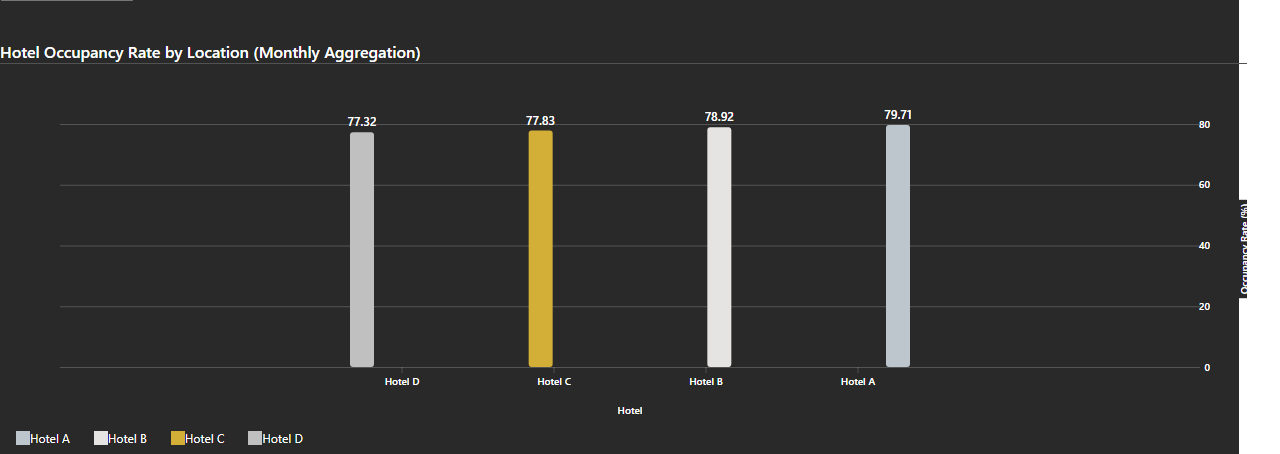 Hotel Occupancy Rate by Location (Monthly Aggregation)
77.32
77.83
78.92
79.71
80
60
40
20
0
Occupancy Rate (%)
Hotel D
Hotel C
Hotel B
Hotel A
Hotel
Hotel A
Hotel B
Hotel C
Hotel D